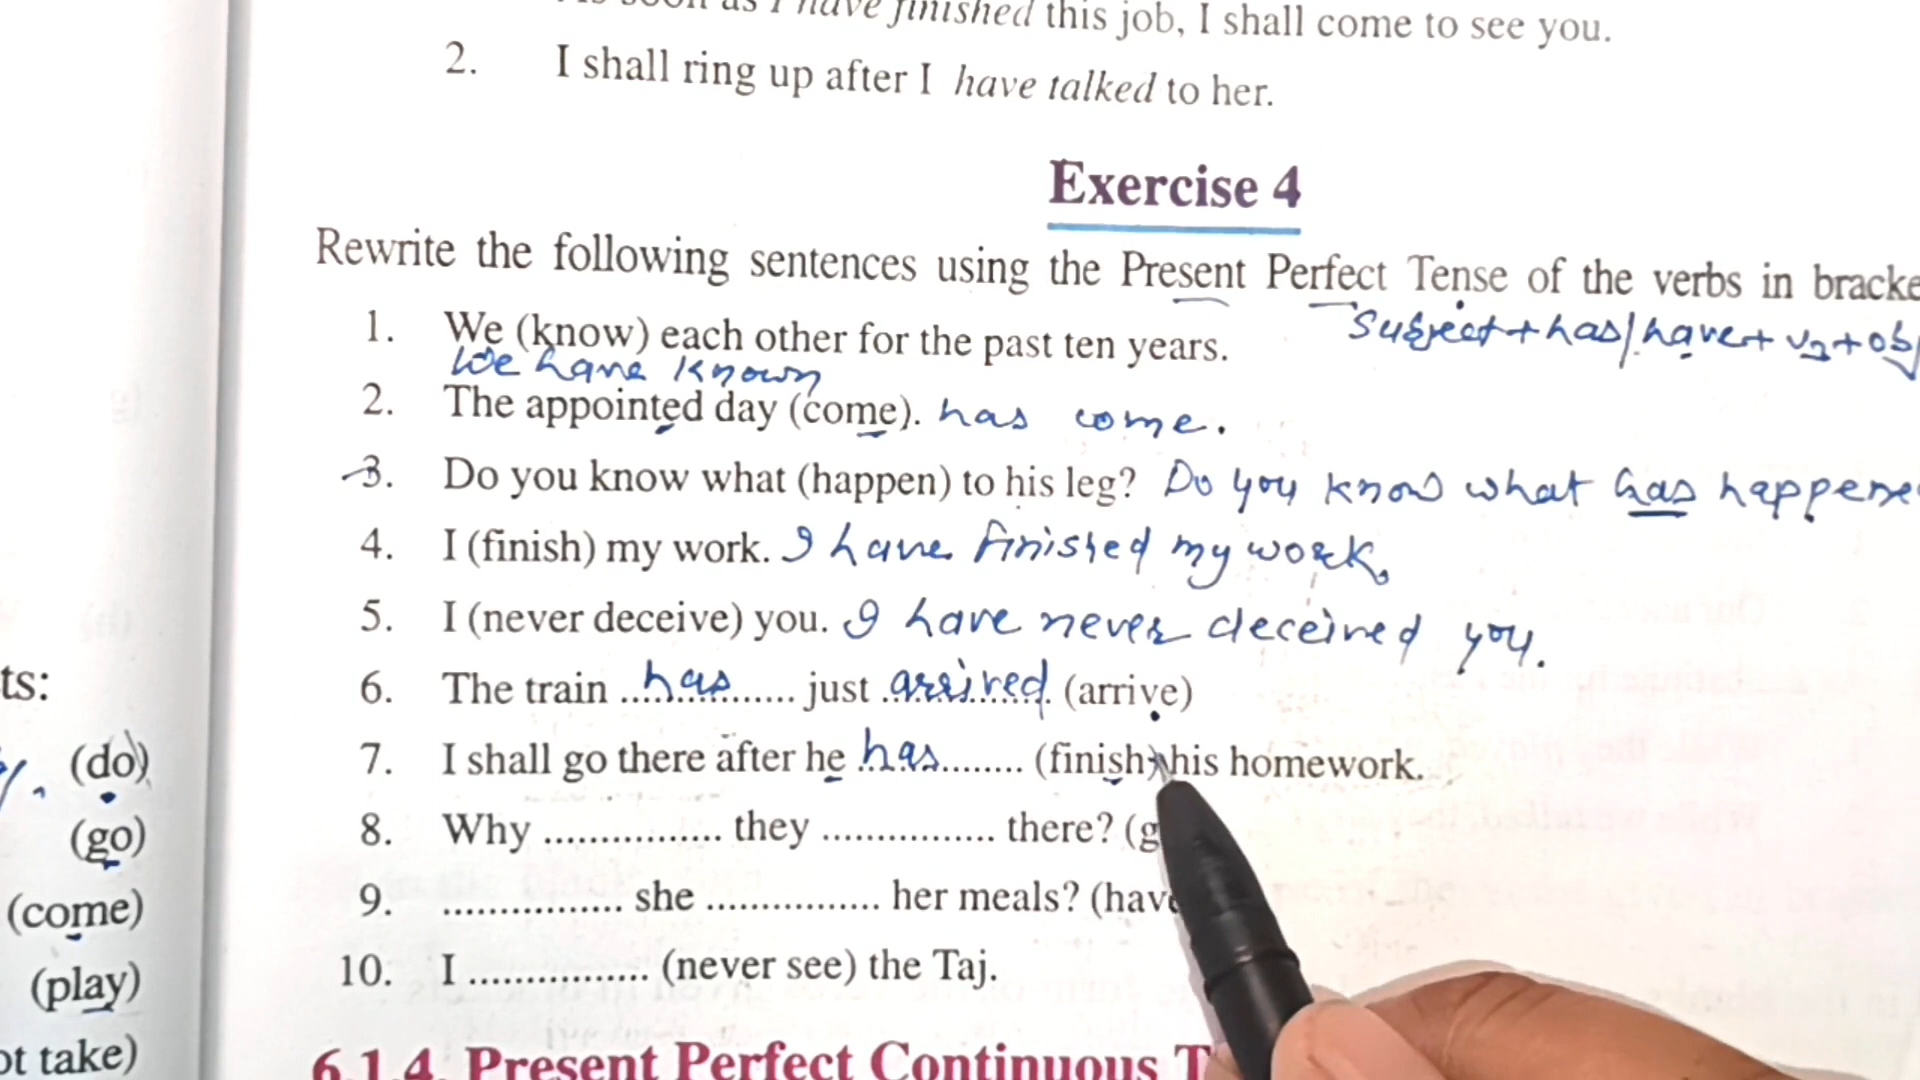 as I have finished this job, I shall come to see you.
2. I shall ring up after I have talked to her.
Exercise 4
Rewrite the following sentences using the Present Perfect Tense of the verbs in
Subject + has/have + v3 +
1. We (know) each other for the past ten years.
We have known
2. The appointed day (come). has come.
3. Do you know what (happen) to his leg? Do you know what has
4. I (finish) my work. I have finished my work.
5. I (never deceive) you. I have never deceived you.
6. The train ...has... just ...arrived. (arrive)
7. I shall go there after he has........ (finish) his homework.
8. Why ................ they ............... there?
9. ................ she ............... her meals?
10. I ................ (never see) the Taj.
6.1.4. Present Perfect Continuous
ts:
(do)
(go)
(come)
(play)
take)